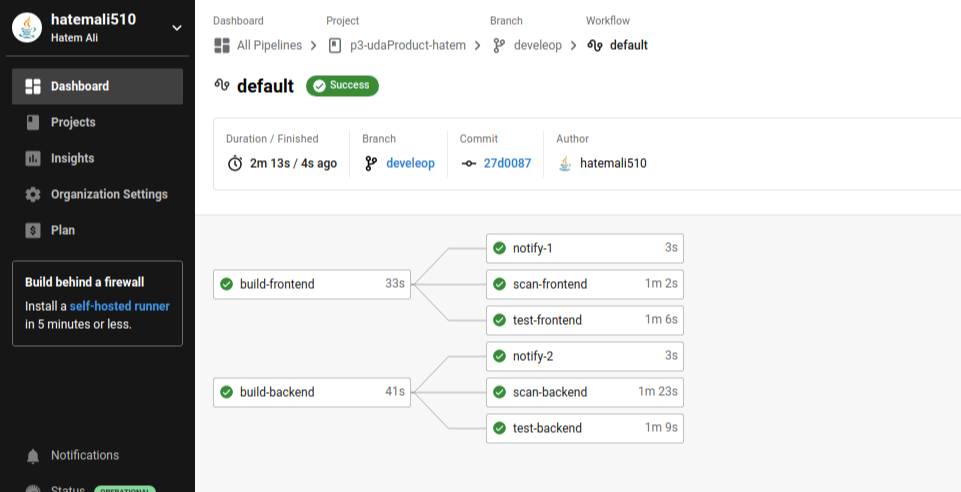 hatemali510
Hatem Ali
Dashboard
Projects
Insights
Organization Settings
Plan
Build behind a firewall
Install a self-hosted runner
in 5 minutes or less.
Notifications
Status OPERATIONAL
Dashboard Project Branch Workflow
All Pipelines p3-udaProduct-hatem develeop default
default Success
Duration / Finished Branch Commit Author
2m 13s / 4s ago develeop 27d0087 hatemali510
build-frontend 33s
notify-1 3s
scan-frontend 1m 2s
test-frontend 1m 6s
build-backend 41s
notify-2 3s
scan-backend 1m 23s
test-backend 1m 9s